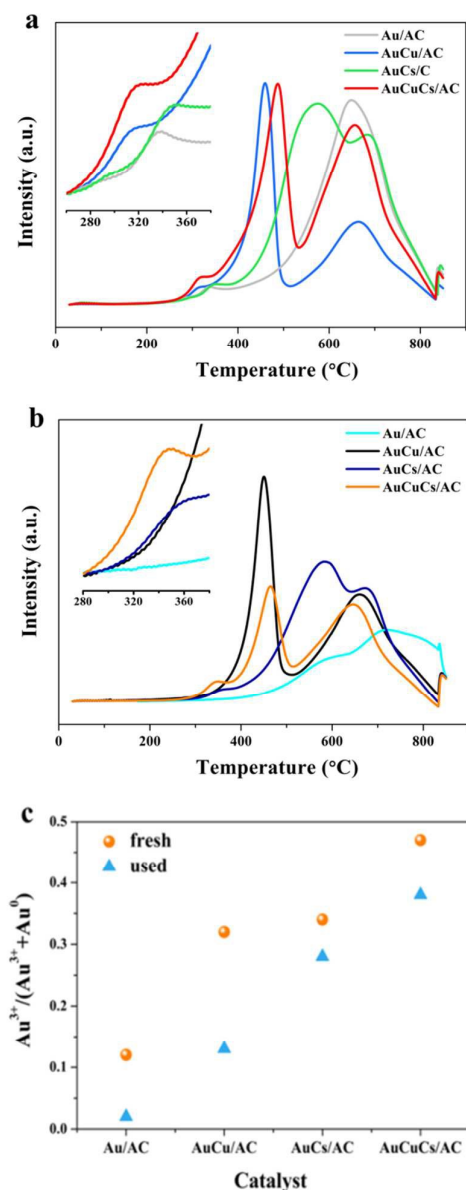 a
Au/AC
AuCu/AC
AuCs/C
AuCuCs/AC
260 320 380
Intensity (a.u.)
0 200 400 600 800
Temperature (°C)
b
Au/AC
AuCu/AC
AuCs/AC
AuCuCs/AC
280 320 360
Intensity (a.u.)
0 200 400 600 800
Temperature (°C)
c
fresh
used
0.5
0.4
0.3
0.2
0.1
0.0
Au³⁺/(Au³⁺+Au⁰)
Au/AC AuCu/AC AuCs/AC AuCuCs/AC
Catalyst